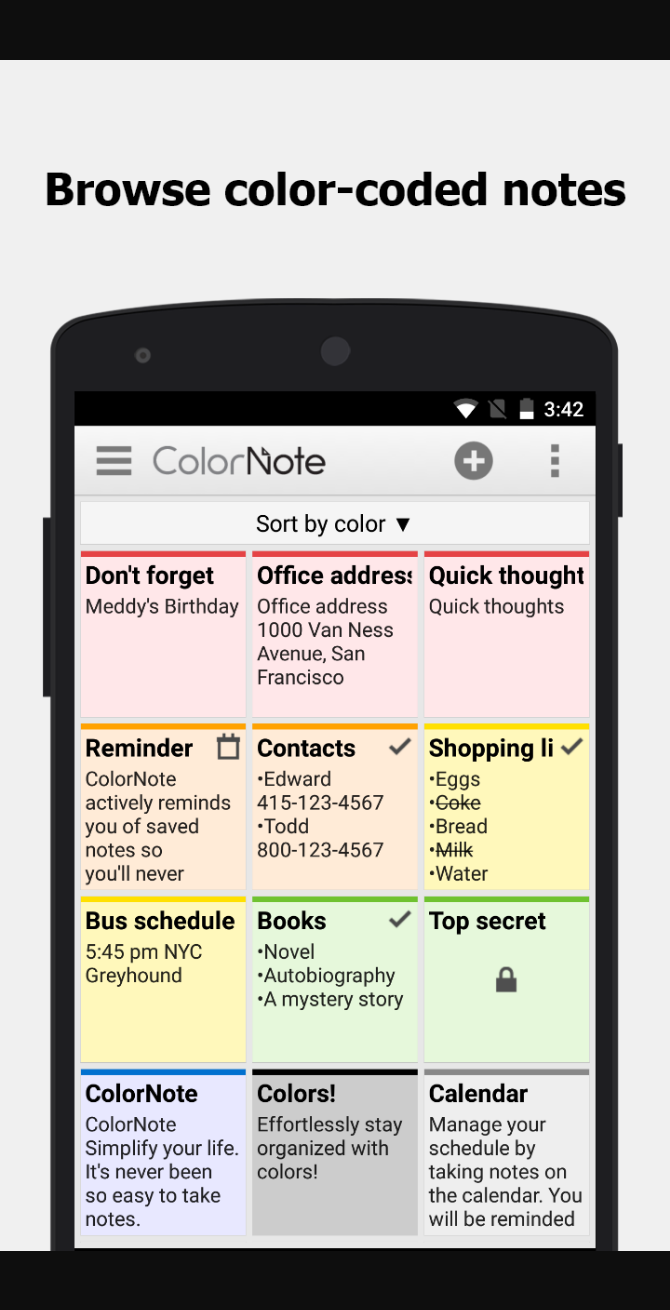 Browse color-coded notes
3:42
ColorNote
Sort by color ▼
Don't forget
Meddy's Birthday
Office address
Office address
1000 Van Ness
Avenue, San
Francisco
Quick thought
Quick thoughts
Reminder
ColorNote
actively reminds
you of saved
notes so
you'll never
Contacts
•Edward
415-123-4567
•Todd
800-123-4567
Shopping li
•Eggs
•Coke
•Bread
•Milk
•Water
Bus schedule
5:45 pm NYC
Greyhound
Books
•Novel
•Autobiography
•A mystery story
Top secret
ColorNote
ColorNote
Simplify your life.
It's never been
so easy to take
notes.
Colors!
Effortlessly stay
organized with
colors!
Calendar
Manage your
schedule by
taking notes on
the calendar. You
will be reminded